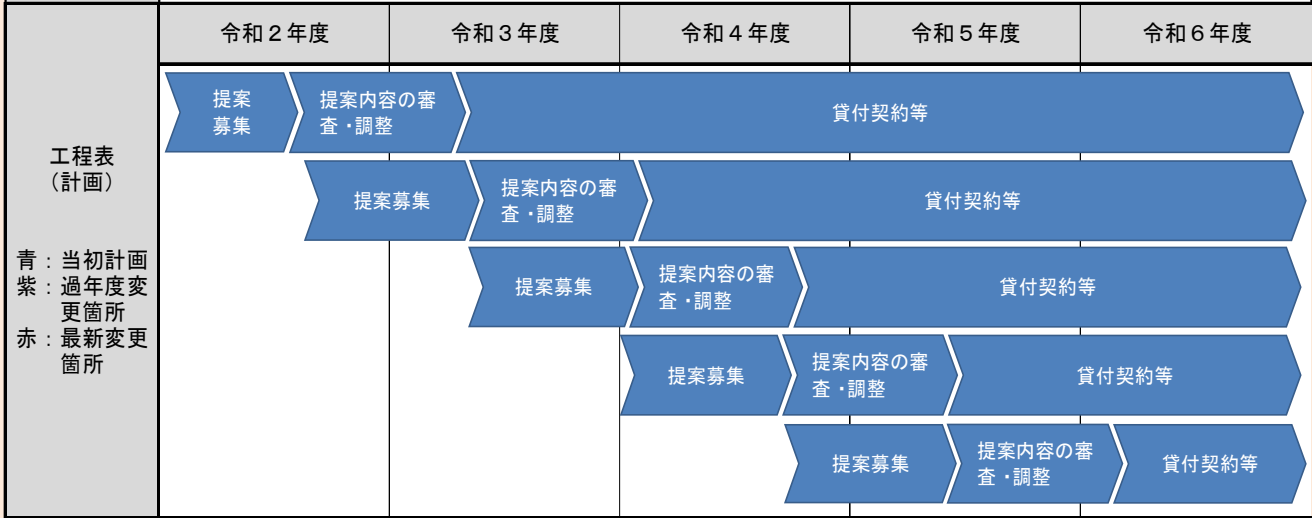 令和２年度
令和３年度
令和４年度
令和５年度
令和６年度
工程表
（計画）
青：当初計画
紫：過年度変
更箇所
赤：最新変更
箇所
提案
募集
提案内容の審
査・調整
貸付契約等
提案募集
提案内容の審
査・調整
貸付契約等
提案募集
提案内容の審
査・調整
貸付契約等
提案募集
提案内容の審
査・調整
貸付契約等
提案募集
提案内容の審
査・調整
貸付契約等